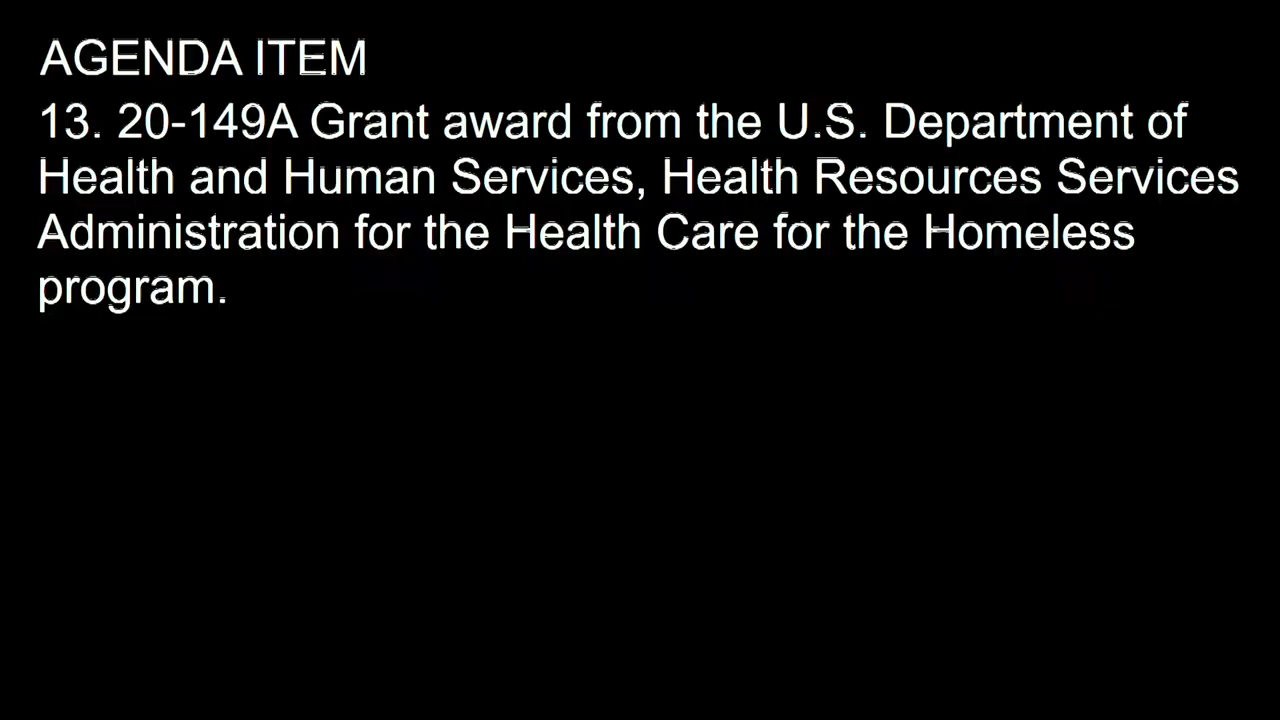 AGENDA ITEM
13. 20-149A Grant award from the U.S. Department of
Health and Human Services, Health Resources Services
Administration for the Health Care for the Homeless
program.